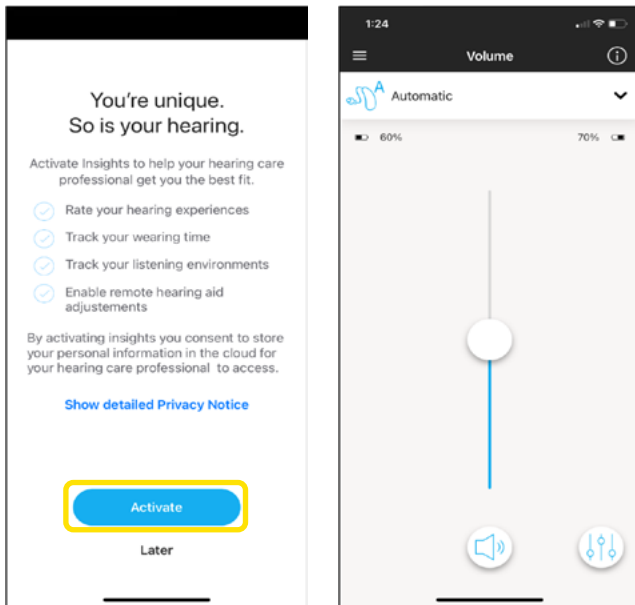 You're unique.
So is your hearing.
Activate Insights to help your hearing care
professional get you the best fit.
Rate your hearing experiences
Track your wearing time
Track your listening environments
Enable remote hearing aid
adjustements
By activating insights you consent to store
your personal information in the cloud for
your hearing care professional to access.
Show detailed Privacy Notice
Activate
Later
1:24
Volume
A Automatic
60% 70%